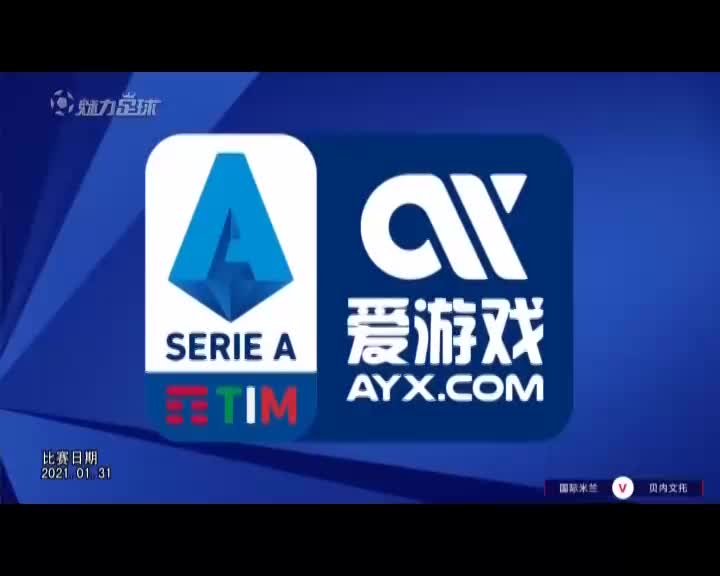 魅力足球
SERIE A
TIM
爱游戏
AYX.COM
比赛日期
2021.01.31
国际米兰 V 贝内文托